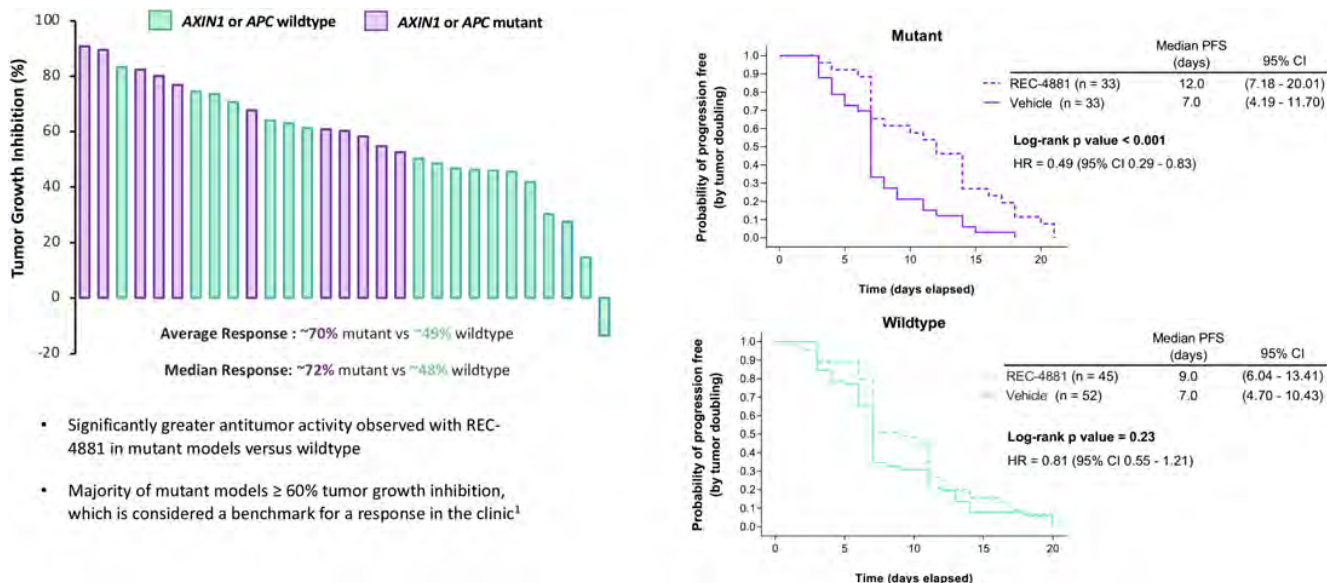 AXIN1 or APC wildtype
AXIN1 or APC mutant
Tumor Growth Inhibition (%)
100
80
60
40
20
0
-20
Average Response : ~70% mutant vs ~49% wildtype
Median Response: ~72% mutant vs ~48% wildtype
• Significantly greater antitumor activity observed with REC-
4881 in mutant models versus wildtype
• Majority of mutant models ≥ 60% tumor growth inhibition,
which is considered a benchmark for a response in the clinic1
Mutant
Probability of progression free
(by tumor doubling)
1.0
0.9
0.8
0.7
0.6
0.5
0.4
0.3
0.2
0.1
0.0
0 5 10 15 20
Time (days elapsed)
Median PFS
(days) 95% CI
REC-4881 (n = 33) 12.0 (7.18 - 20.01)
Vehicle (n = 33) 7.0 (4.19 - 11.70)
Log-rank p value < 0.001
HR = 0.49 (95% CI 0.29 - 0.83)
Wildtype
Probability of progression free
(by tumor doubling)
1.0
0.9
0.8
0.7
0.6
0.5
0.4
0.3
0.2
0.1
0.0
0 5 10 15 20
Time (days elapsed)
Median PFS
(days) 95% CI
REC-4881 (n = 45) 9.0 (6.04 - 13.41)
Vehicle (n = 52) 7.0 (4.70 - 10.43)
Log-rank p value = 0.23
HR = 0.81 (95% CI 0.55 - 1.21)